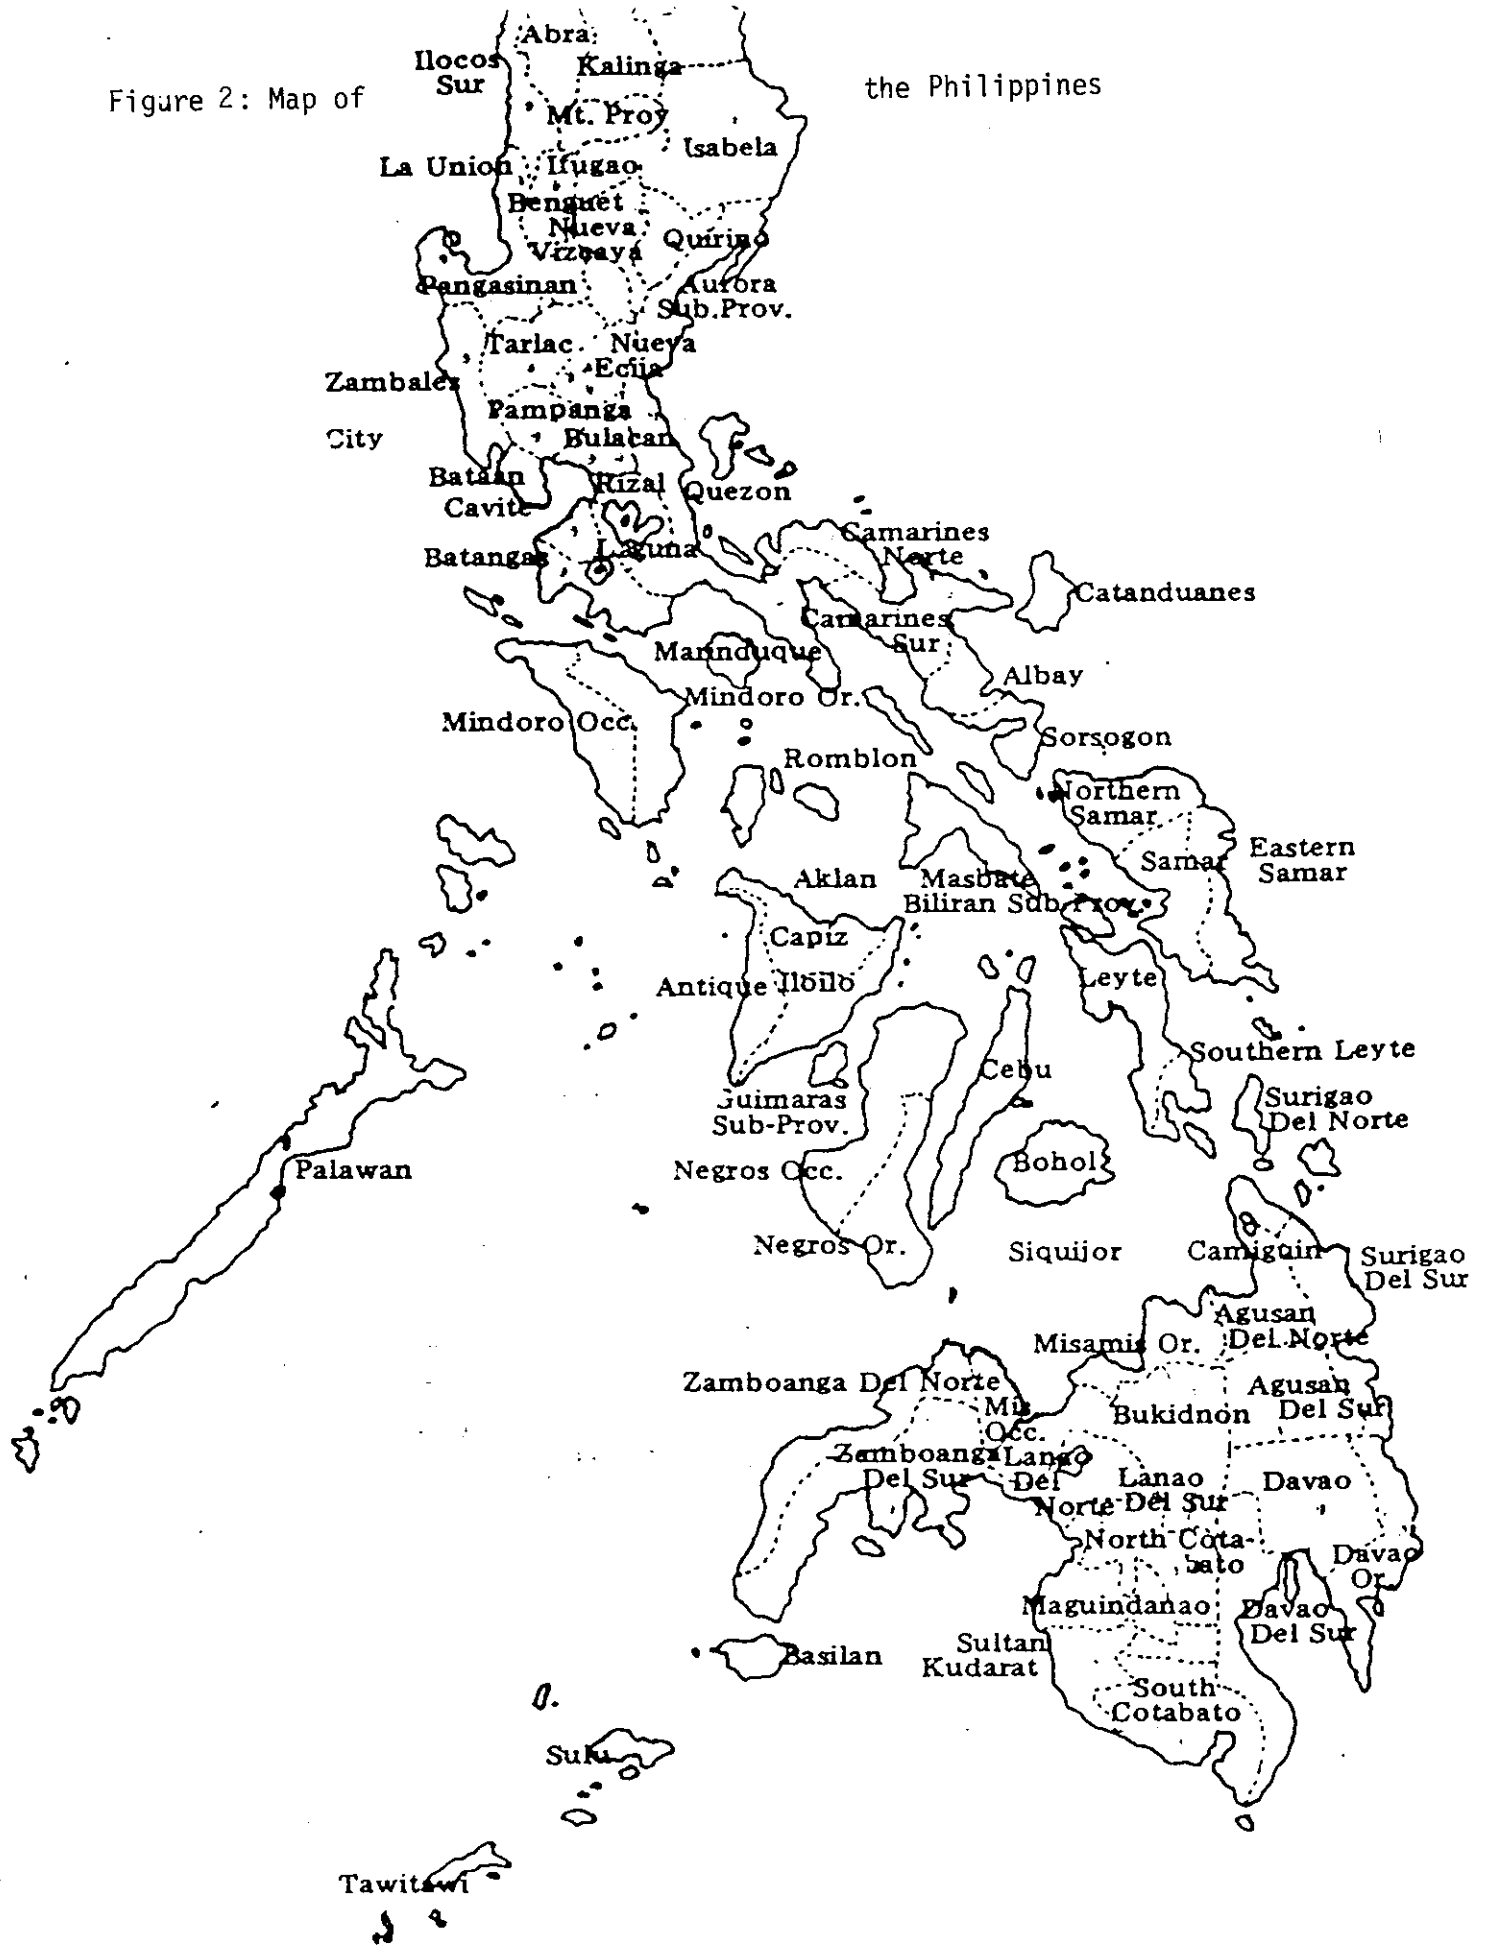 Abra
Ilocos
Sur
Kalinga
Figure 2: Map of the Philippines
Mt. Prov
Isabela
La Union
Ifugao
Benguet
Nueva
Vizcaya
Quirino
Pangasinan
Aurora
Sub.Prov.
Tarlac
Nueva
Ecija
Zambales
Pampanga
City
Bulacan
Bataan
Rizal
Quezon
Cavite
Camarines
Norte
Batangas
Laguna
Catanduanes
Camarines
Sur
Marinduque
Albay
Mindoro Or.
Mindoro Occ.
Sorsogon
Romblon
Northern
Samar
Eastern
Samar
Samar
Aklan
Masbate
Biliran Sub.Prov.
Capiz
Antique
Iloilo
Leyte
Southern Leyte
Cebu
Guimaras
Sub-Prov.
Surigao
Del Norte
Bohol
Negros Occ.
Palawan
Negros Or.
Siquijor
Camiguin
Surigao
Del Sur
Agusan
Del Norte
Misamis Or.
Zamboanga Del Norte
Agusan
Del Sur
Mis.
Occ.
Bukidnon
Zamboanga
Del Sur
Lanao
Del
Norte
Lanao
Del Sur
Davao
North Cota-
bato
Davao
Or.
Maguindanao
Davao
Del Sur
Sultan
Kudarat
Basilan
South
Cotabato
Sulu
Tawitawi